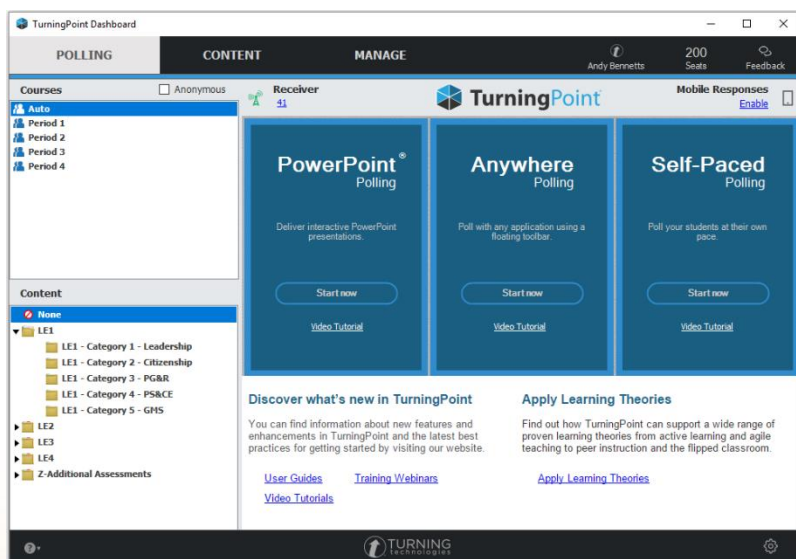 TurningPoint Dashboard
POLLING
CONTENT
MANAGE
Andy Bennetts
200
Seats
Feedback
Courses
Anonymous
Auto
Period 1
Period 2
Period 3
Period 4
Receiver
41
TurningPoint
Mobile Responses
Enable
PowerPoint®
Polling
Deliver interactive PowerPoint
presentations.
Start now
Video Tutorial
Anywhere
Polling
Poll with any application using a
floating toolbar.
Start now
Video Tutorial
Self-Paced
Polling
Poll your students at their own
pace.
Start now
Video Tutorial
Content
None
LE1
LE1 - Category 1 - Leadership
LE1 - Category 2 - Citizenship
LE1 - Category 3 - PG&R
LE1 - Category 4 - PS&CE
LE1 - Category 5 - GMS
LE2
LE3
LE4
Z-Additional Assessments
Discover what's new in TurningPoint
You can find information about new features and
enhancements in TurningPoint and the latest best
practices for getting started by visiting our website.
User Guides
Training Webinars
Video Tutorials
Apply Learning Theories
Find out how TurningPoint can support a wide range of
proven learning theories from active learning and agile
teaching to peer instruction and the flipped classroom.
Apply Learning Theories
TURNING
technologies